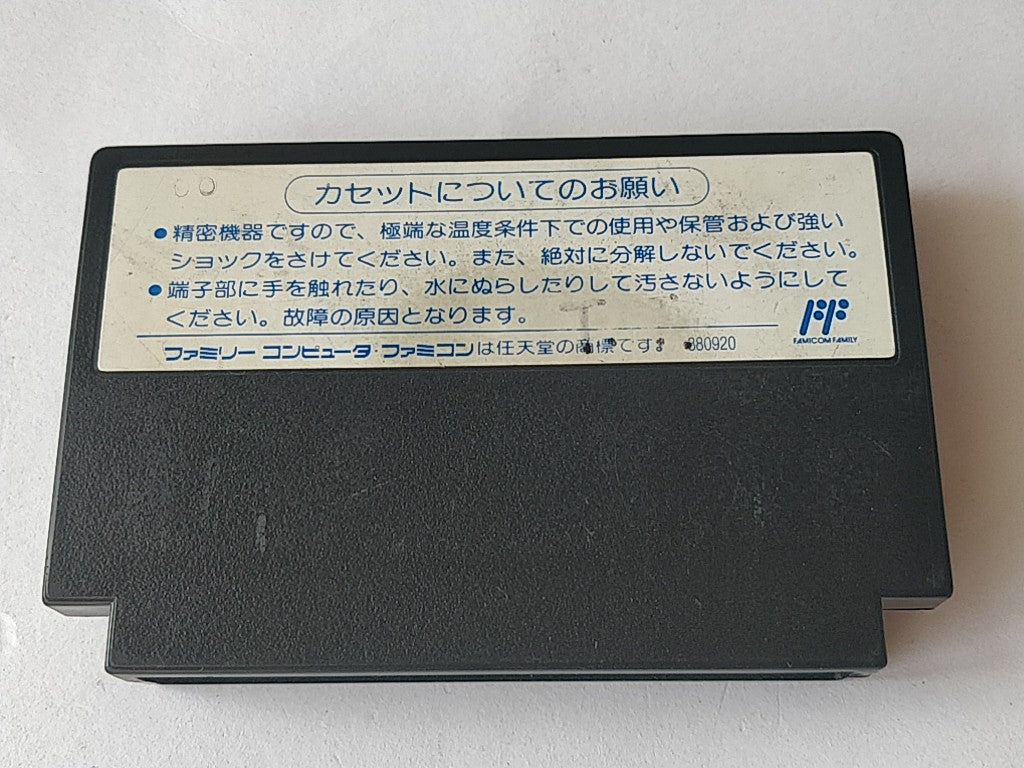 カセットについてのお願い
●精密機器ですので、極端な温度条件下での使用や保管および強い
ショックをさけてください。また、絶対に分解しないでください。
●端子部に手を触れたり、水にぬらしたりして汚さないようにして
ください。故障の原因となります。
FAMICOM FAMILY
ファミリーコンピュータ・ファミコンは任天堂の商標です。 880920